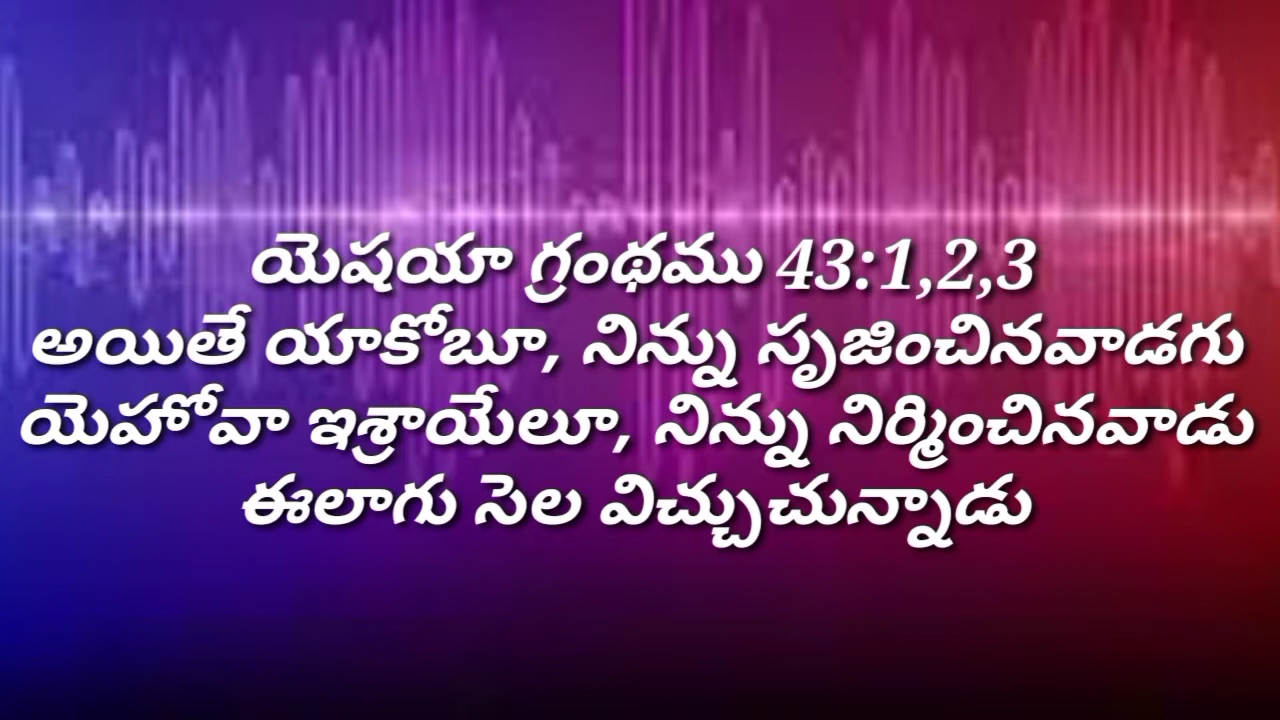 యెషయా గ్రంథము 43:1,2,3
అయితే యాకోబూ, నిన్ను సృజించినవాడగు
యెహోవా ఇశ్రాయేలూ, నిన్ను నిర్మించినవాడు
ఈలాగు సెల విచ్చుచున్నాడు